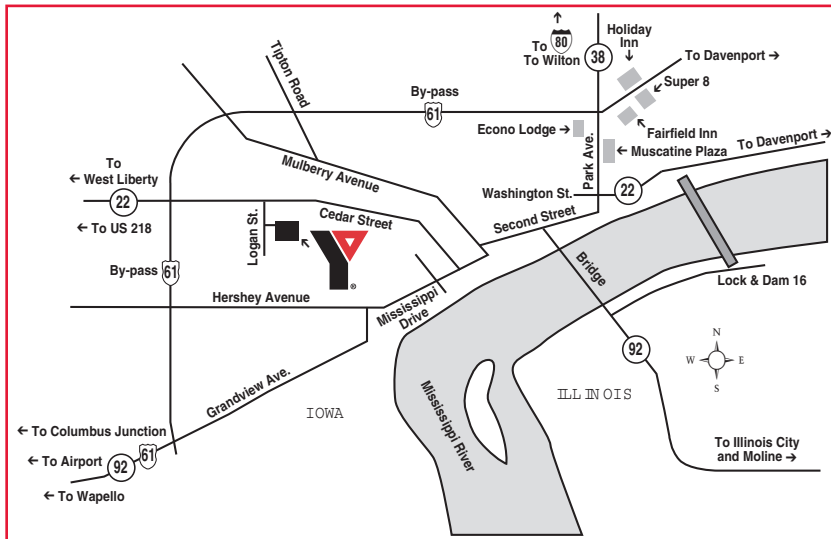 80
To
To Wilton
38
Holiday
Inn
To Davenport →
Super 8
Tipton Road
By-pass
61
Econo Lodge →
Park Ave.
Fairfield Inn
Muscatine Plaza
To Davenport
To
← West Liberty
22
← To US 218
Mulberry Avenue
Washington St.
22
Second Street
Logan St.
Cedar Street
Y
®
By-pass
61
Hershey Avenue
Mississippi
Drive
Bridge
Lock & Dam 16
92
N
W
E
S
Grandview Ave.
IOWA
ILLINOIS
Mississippi River
← To Columbus Junction
← To Airport
92
61
← To Wapello
To Illinois City
and Moline →